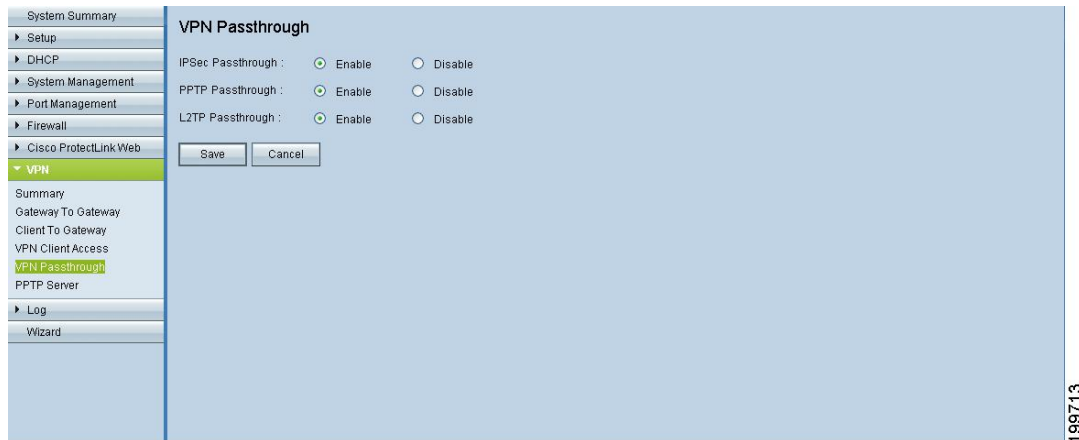 System Summary
Setup
DHCP
System Management
Port Management
Firewall
Cisco ProtectLink Web
VPN
Summary
Gateway To Gateway
Client To Gateway
VPN Client Access
VPN Passthrough
PPTP Server
Log
Wizard
VPN Passthrough
IPSec Passthrough : Enable Disable
PPTP Passthrough : Enable Disable
L2TP Passthrough : Enable Disable
Save Cancel
199713